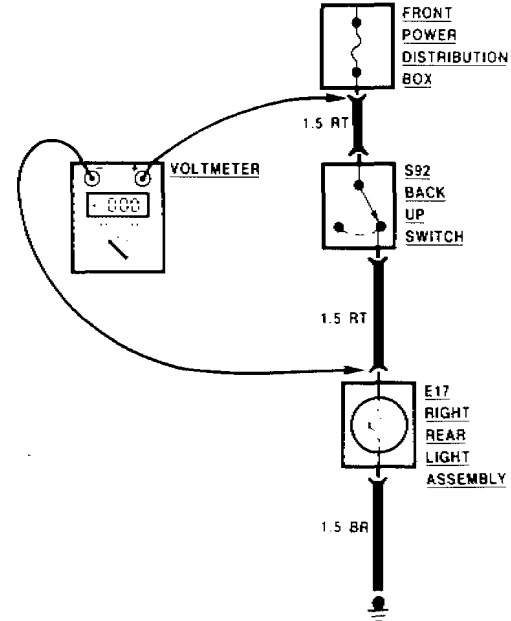 FRONT
POWER
DISTRIBUTION
BOX
1.5 RT
VOLTMETER
- +
000
S92
BACK
UP
SWITCH
1.5 RT
E17
RIGHT
REAR
LIGHT
ASSEMBLY
1.5 BR